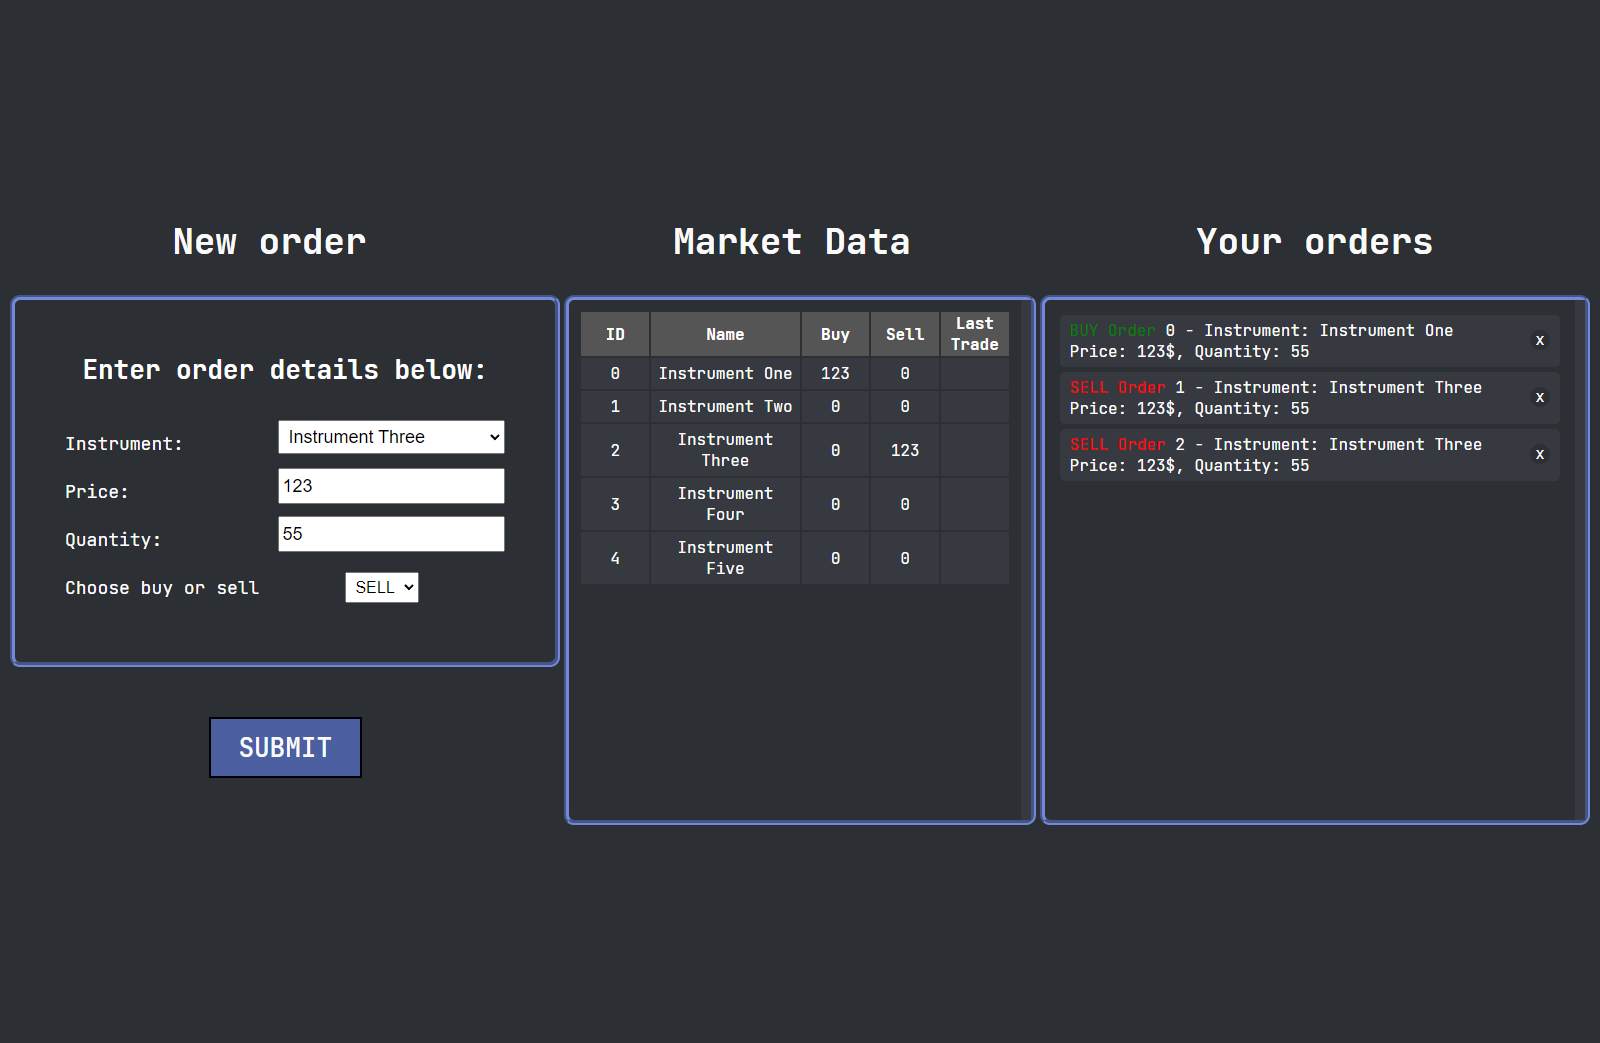 New order
Enter order details below:
Instrument: Instrument Three
Price: 123
Quantity: 55
Choose buy or sell SELL
SUBMIT
Market Data
ID Name Buy Sell Last
Trade
0 Instrument One 123 0
1 Instrument Two 0 0
2 Instrument
Three 0 123
3 Instrument
Four 0 0
4 Instrument
Five 0 0
Your orders
BUY Order 0 - Instrument: Instrument One
Price: 123$, Quantity: 55
x
SELL Order 1 - Instrument: Instrument Three
Price: 123$, Quantity: 55
x
SELL Order 2 - Instrument: Instrument Three
Price: 123$, Quantity: 55
x